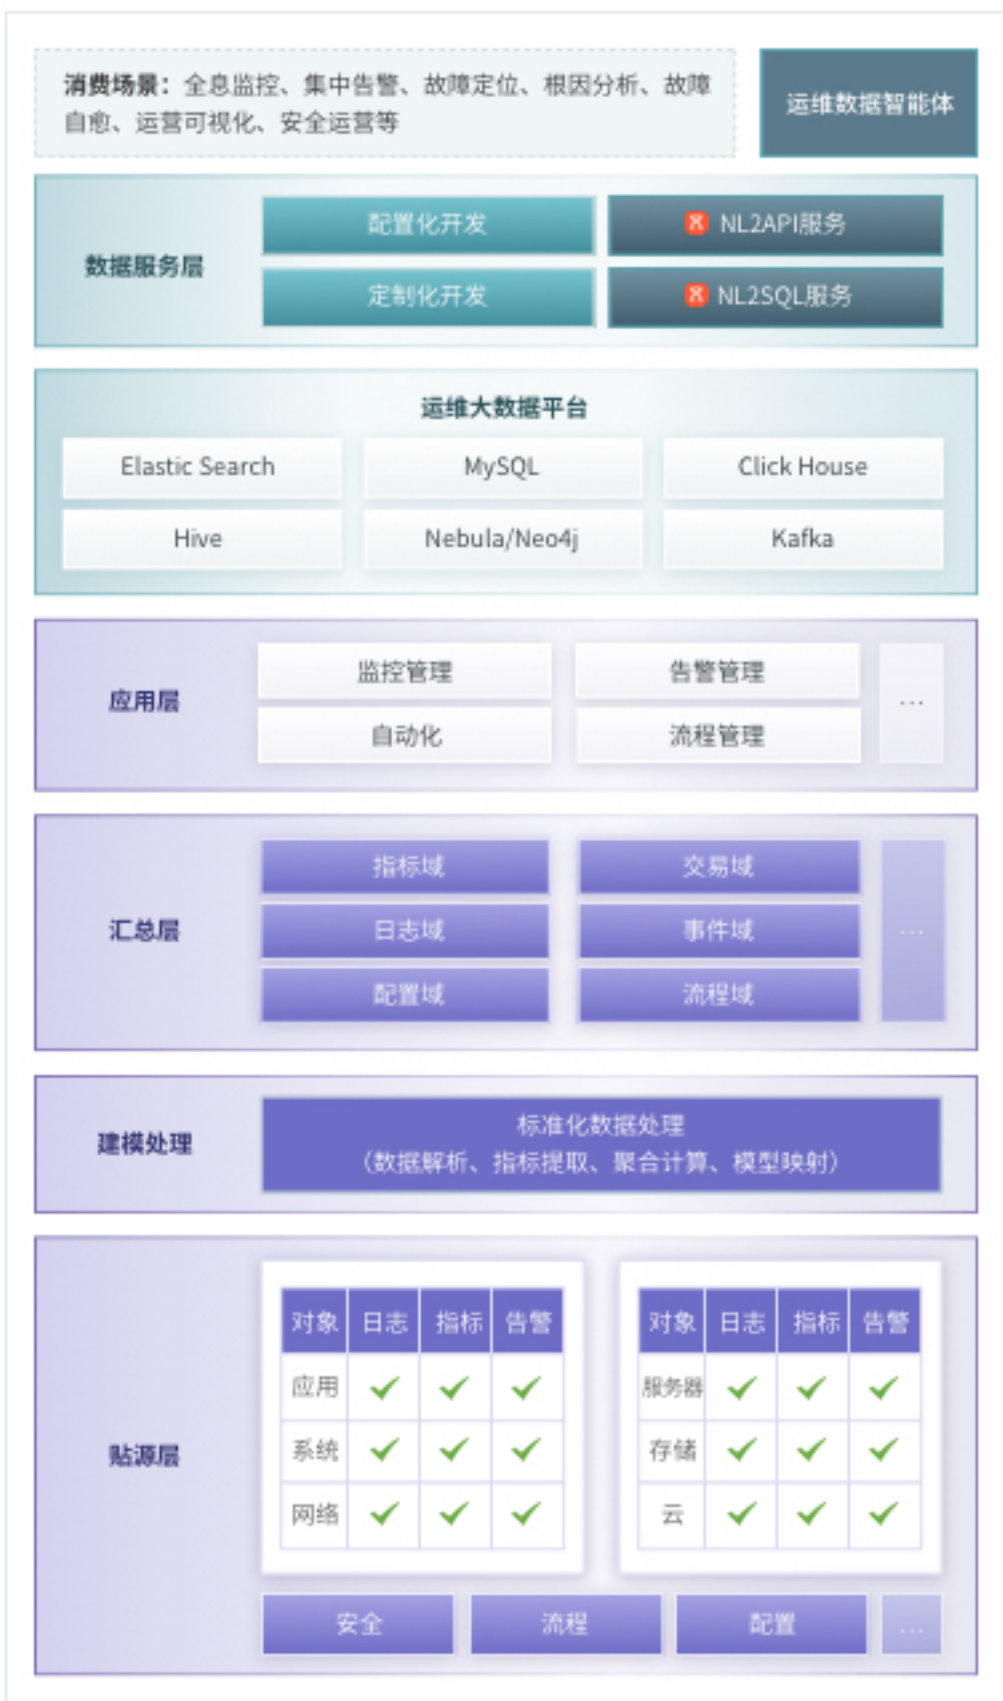 消费场景：全息监控、集中告警、故障定位、根因分析、故障
自愈、运营可视化、安全运营等
运维数据智能体
数据服务层
配置化开发
NL2API服务
定制化开发
NL2SQL服务
运维大数据平台
Elastic Search
MySQL
Click House
Hive
Nebula/Neo4j
Kafka
应用层
监控管理
告警管理
...
自动化
流程管理
汇总层
指标域
交易域
日志域
事件域
...
配置域
流程域
建模处理
标准化数据处理
（数据解析、指标提取、聚合计算、模型映射）
贴源层
对象 日志 指标 告警
应用
系统
网络
对象 日志 指标 告警
服务器
存储
云
安全
流程
配置
...